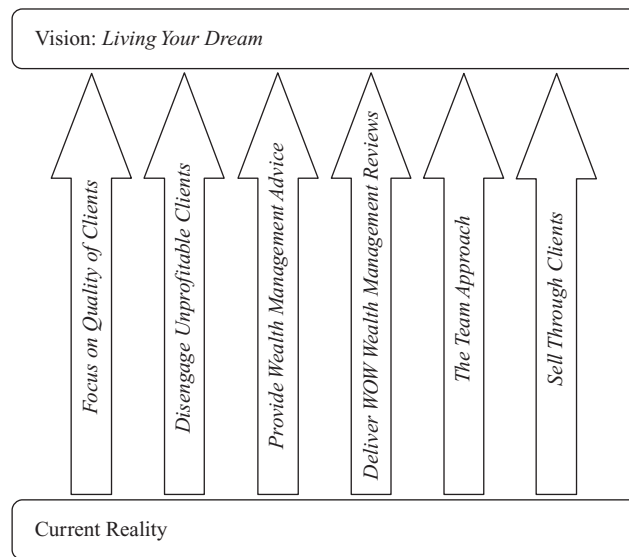 Vision: Living Your Dream
Focus on Quality of Clients
Disengage Unprofitable Clients
Provide Wealth Management Advice
Deliver WOW Wealth Management Reviews
The Team Approach
Sell Through Clients
Current Reality